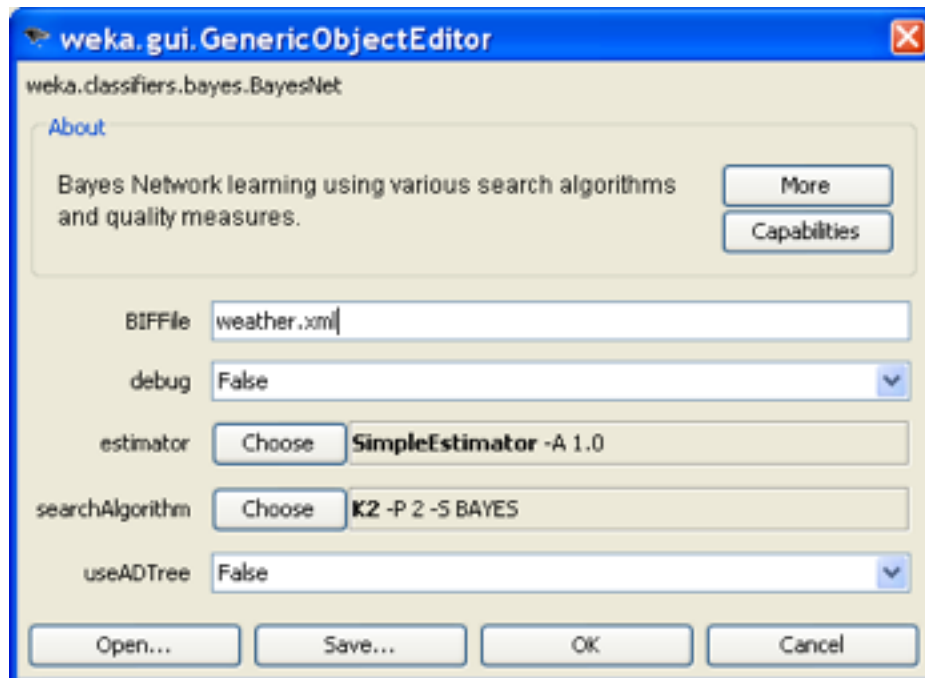 weka.gui.GenericObjectEditor
weka.classifiers.bayes.BayesNet
About
Bayes Network learning using various search algorithms
and quality measures.
More
Capabilities
BIFFile weather.xml
debug False
estimator Choose SimpleEstimator -A 1.0
searchAlgorithm Choose K2 -P 2 -S BAYES
useADTree False
Open... Save... OK Cancel